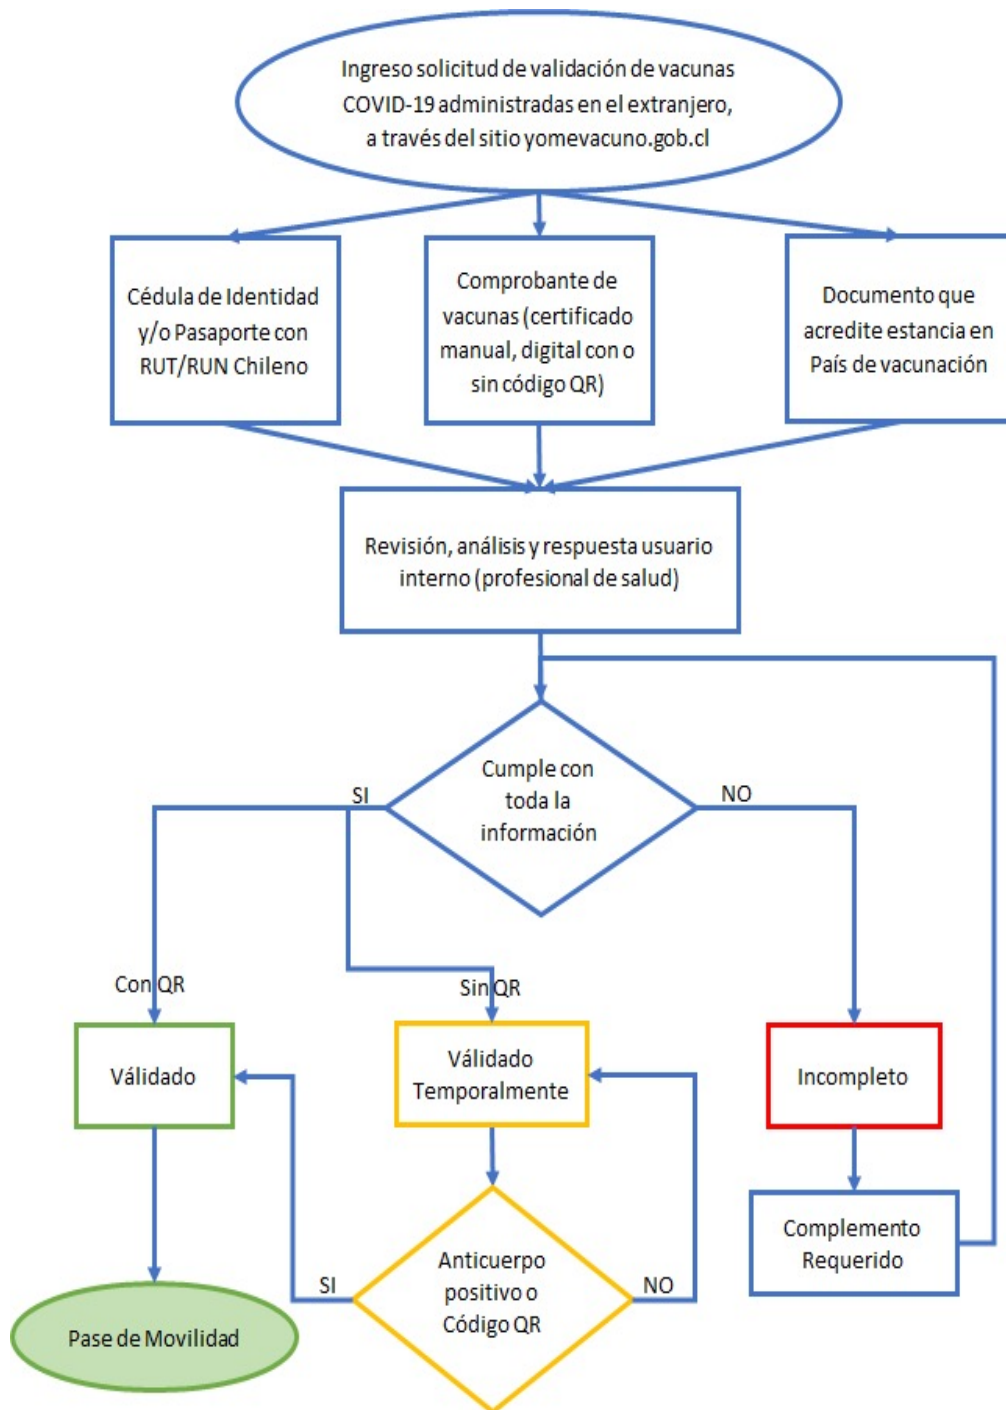 Ingreso solicitud de validación de vacunas
COVID-19 administradas en el extranjero,
a través del sitio yomevacuno.gob.cl
Cédula de Identidad
y/o Pasaporte con
RUT/RUN Chileno
Comprobante de
vacunas (certificado
manual, digital con o
sin código QR)
Documento que
acredite estancia en
País de vacunación
Revisión, análisis y respuesta usuario
interno (profesional de salud)
Cumple con
toda la
información
SI
NO
Con QR
Sin QR
Válidado
Válidado
Temporalmente
Incompleto
Anticuerpo
positivo o
Código QR
SI
NO
Complemento
Requerido
Pase de Movilidad